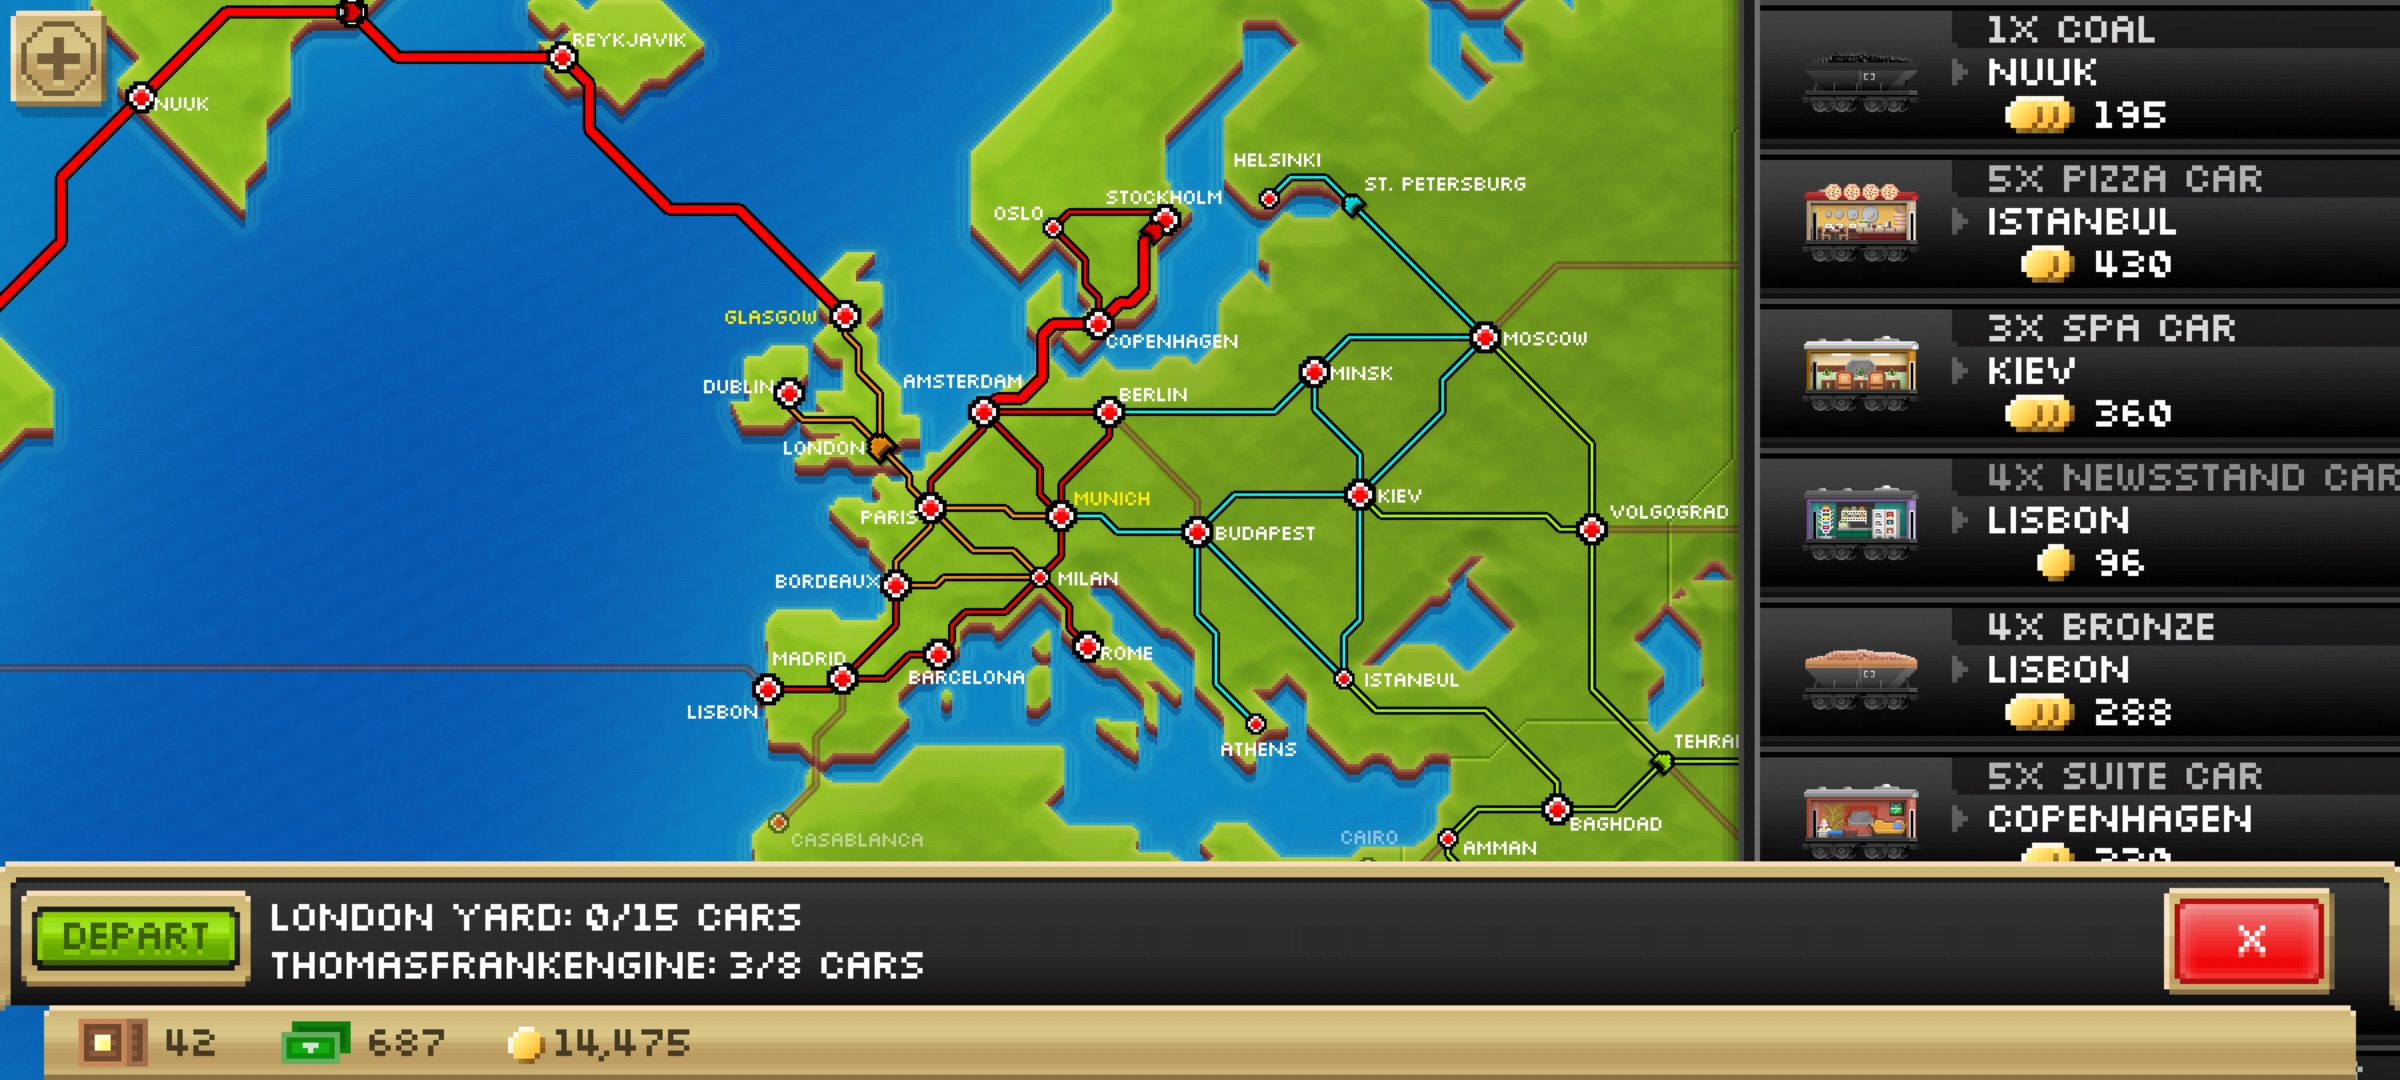 REYKJAVIK
NUUK
HELSINKI
ST. PETERSBURG
STOCKHOLM
OSLO
GLASGOW
MOSCOW
COPENHAGEN
MINSK
DUBLIN
AMSTERDAM
BERLIN
LONDON
MUNICH
KIEV
PARIS
VOLGOGRAD
BUDAPEST
BORDEAUX
MILAN
MADRID
ROME
BARCELONA
ISTANBUL
LISBON
ATHENS
TEHRA
BAGHDAD
CASABLANCA
CAIRO
AMMAN
1X COAL
NUUK
195
5X PIZZA CAR
ISTANBUL
430
3X SPA CAR
KIEV
360
4X NEWSSTAND CAR
LISBON
96
4X BRONZE
LISBON
288
5X SUITE CAR
COPENHAGEN
DEPART
LONDON YARD: 0/15 CARS
THOMASFRANKENGINE: 3/8 CARS
X
42
687
14,475